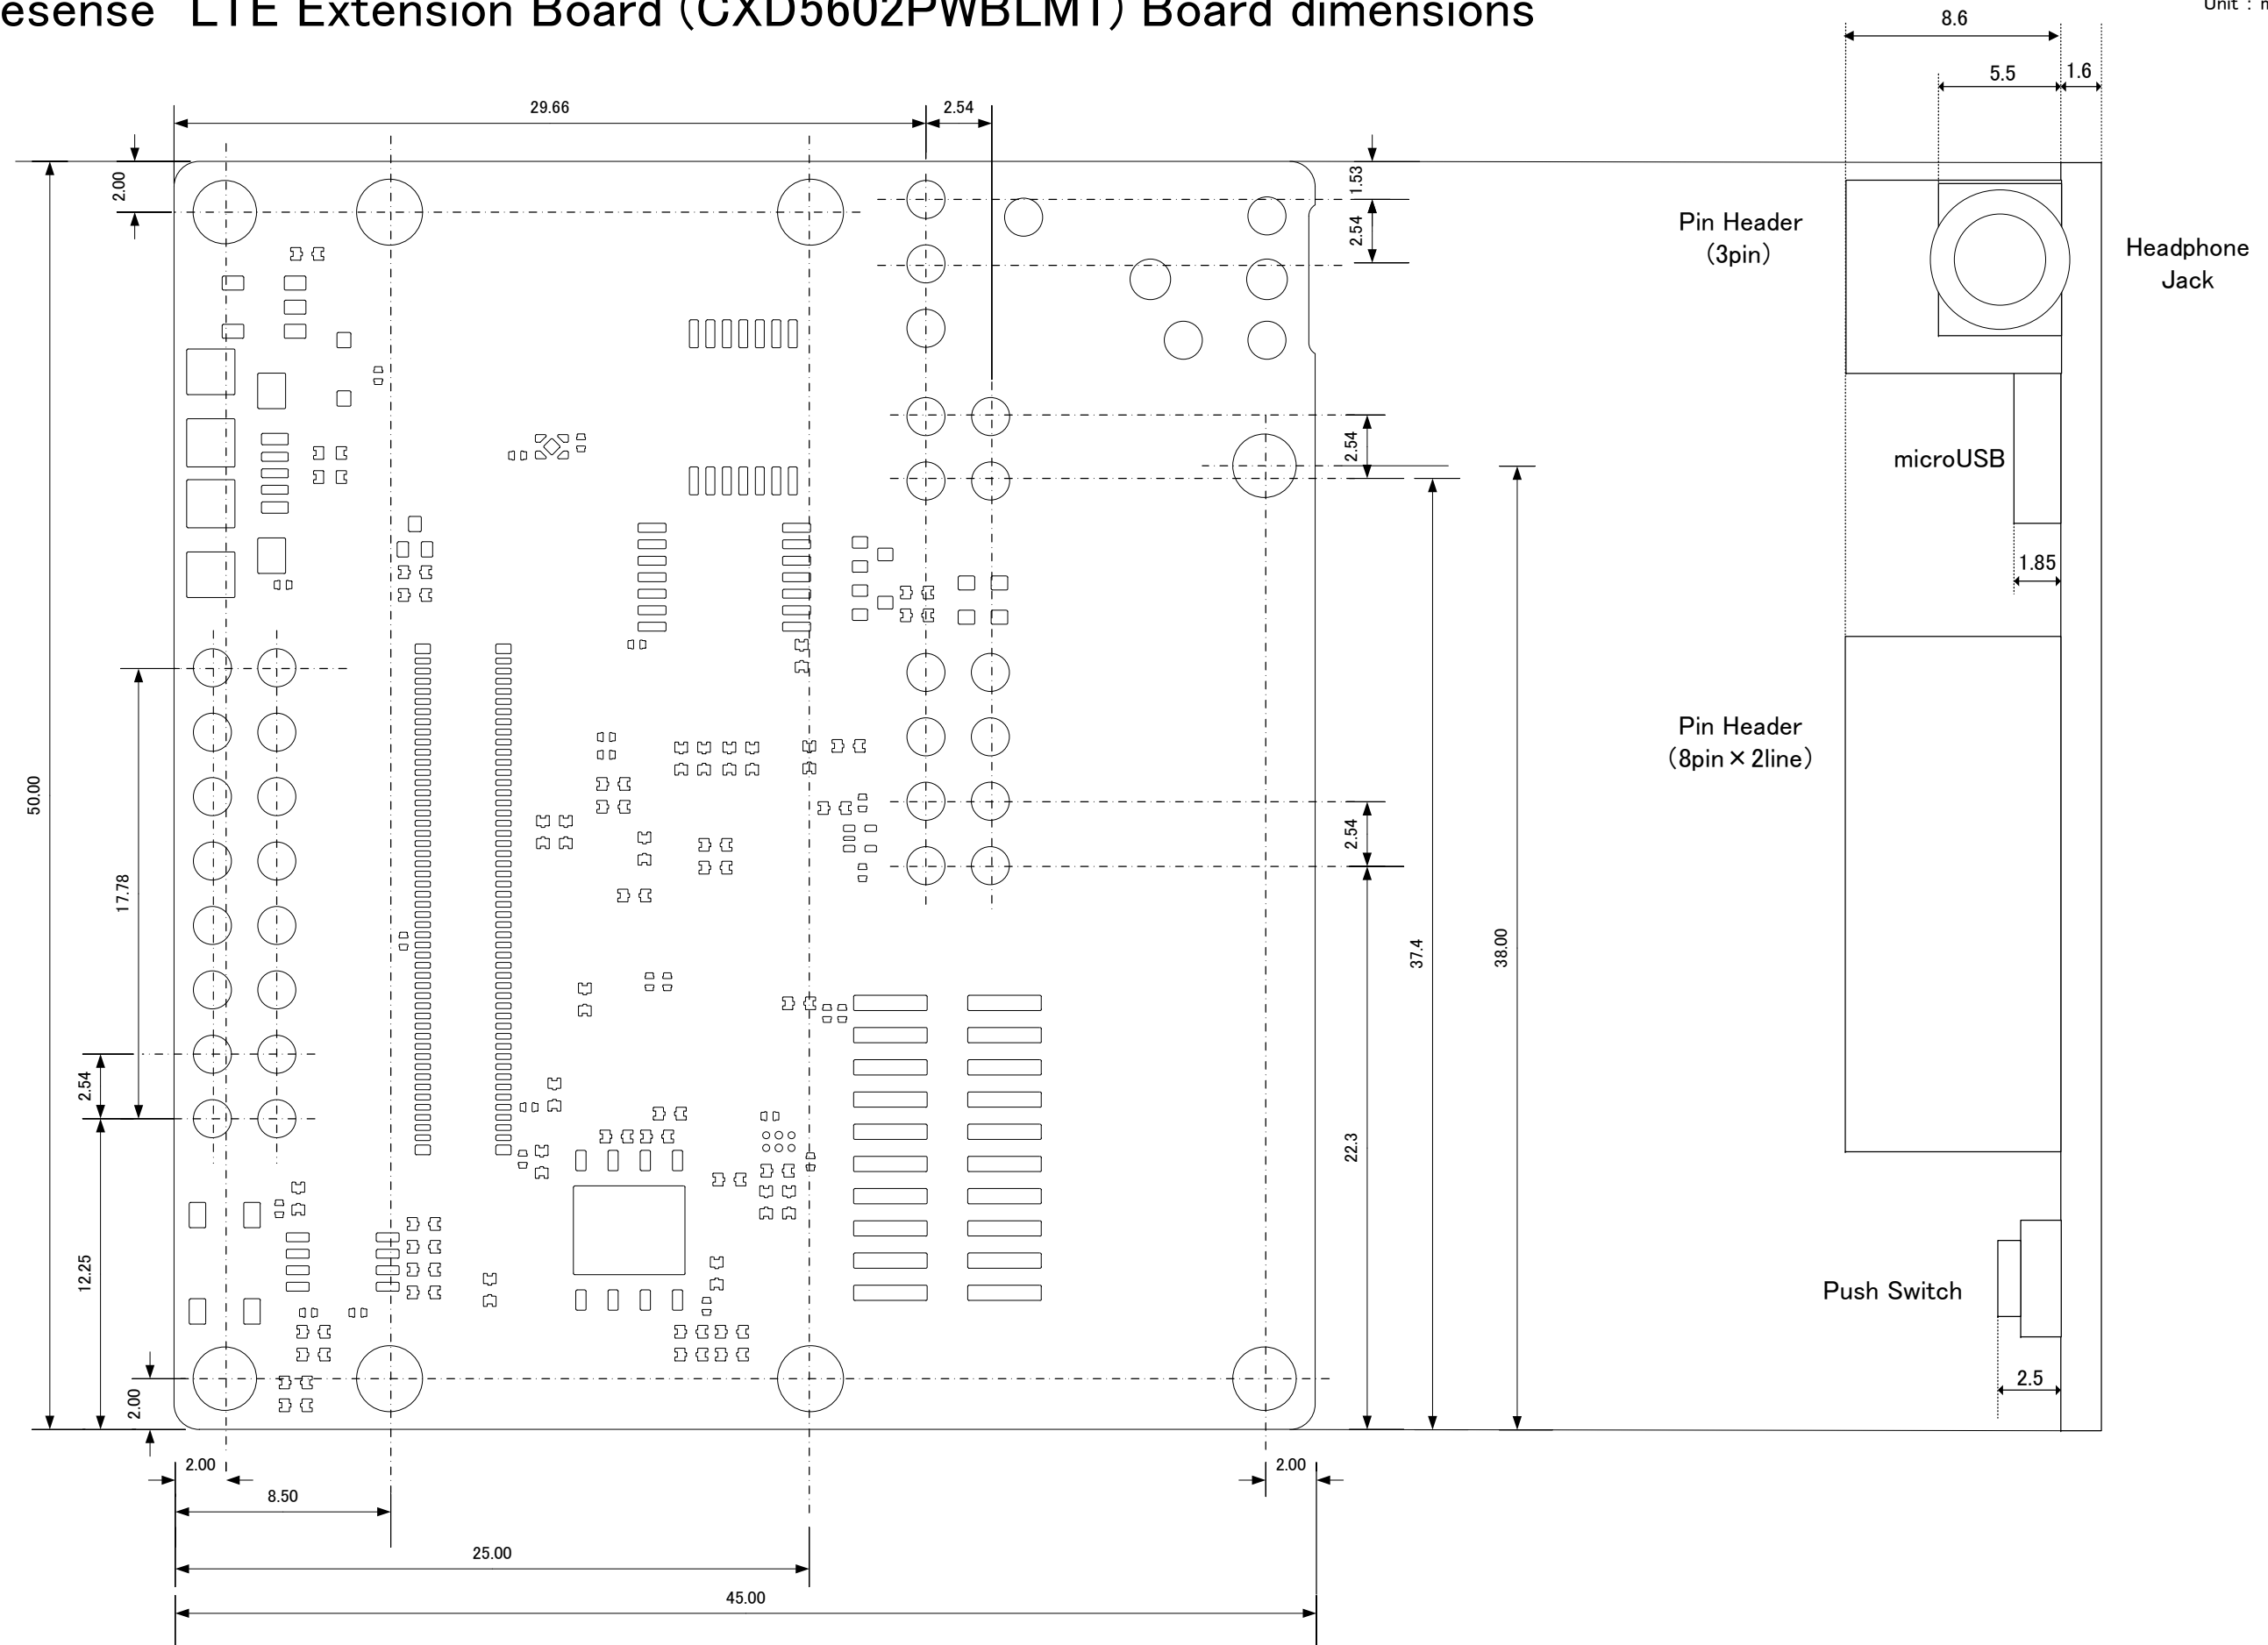 esense LTE Extension Board (CXD5602PWBLM1) Board dimensions
Unit : m
8.6
5.5
1.6
29.66
2.54
2.00
1.53
2.54
Pin Header
(3pin)
Headphone
Jack
2.54
microUSB
1.85
Pin Header
(8pin×2line)
50.00
2.54
17.78
37.4
38.00
2.54
22.3
12.25
Push Switch
2.5
2.00
2.00
2.00
8.50
25.00
45.00